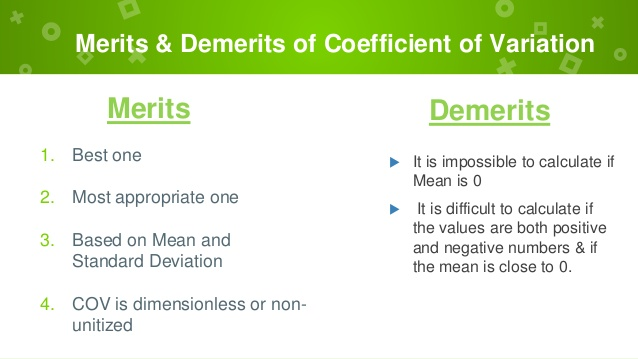 Merits & Demerits of Coefficient of Variation
Merits
1. Best one
2. Most appropriate one
3. Based on Mean and
Standard Deviation
4. COV is dimensionless or non-
unitized
Demerits
It is impossible to calculate if
Mean is 0
It is difficult to calculate if
the values are both positive
and negative numbers & if
the mean is close to 0.